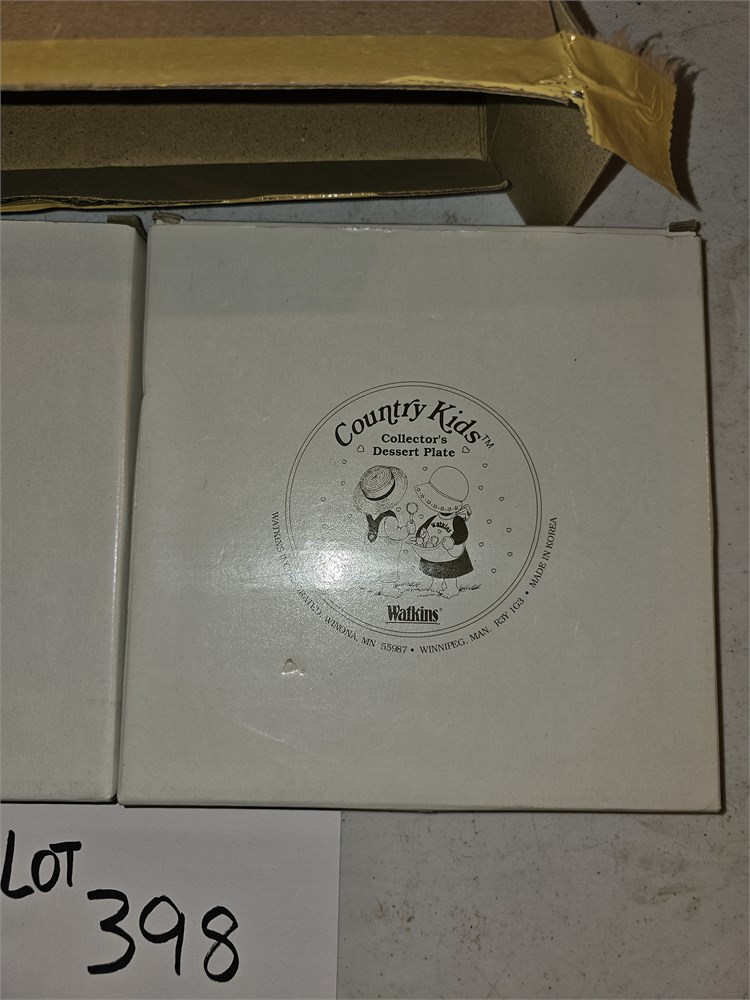 Country Kids™
Collector's
Dessert Plate
Watkins
Watkins®
WINONA, MN 55987 • WINNIPEG, MAN. R3Y 1G3 • MADE IN KOREA
LOT
398